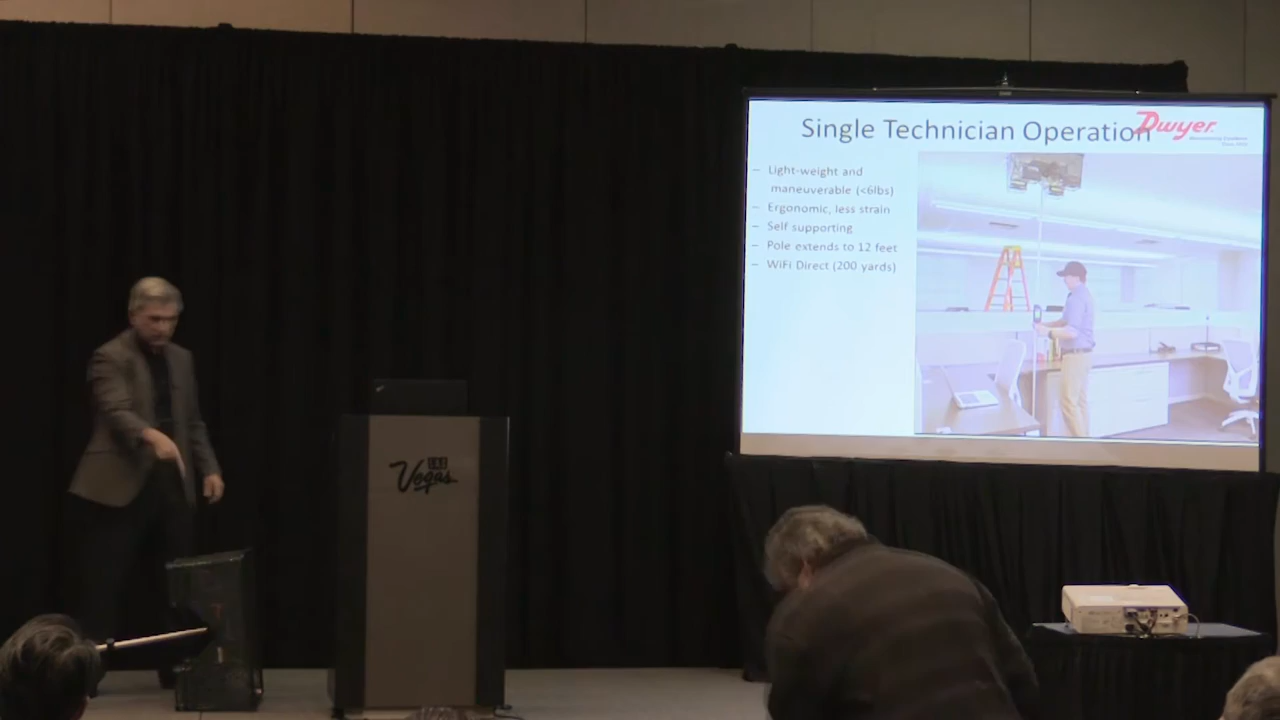 Single Technician Operation
Dwyer
– Light-weight and
maneuverable (<6lbs)
– Ergonomic, less strain
– Self supporting
– Pole extends to 12 feet
– WiFi Direct (200 yards)
Vegas